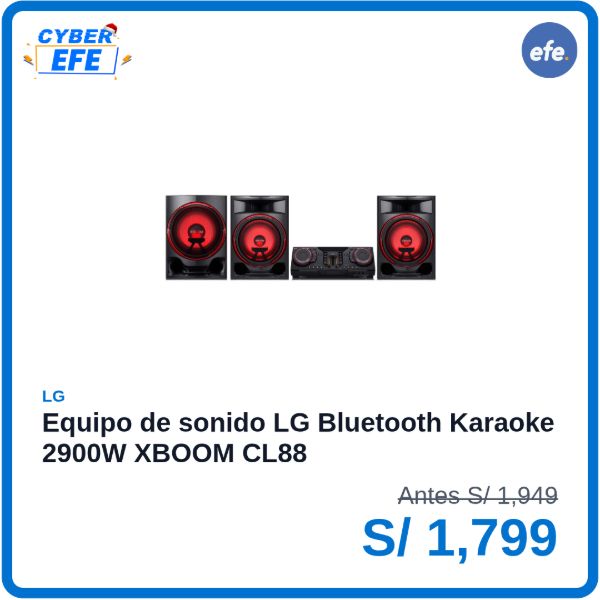 CYBER
EFE
efe.
LG
Equipo de sonido LG Bluetooth Karaoke
2900W XBOOM CL88
Antes S/ 1,949
S/ 1,799